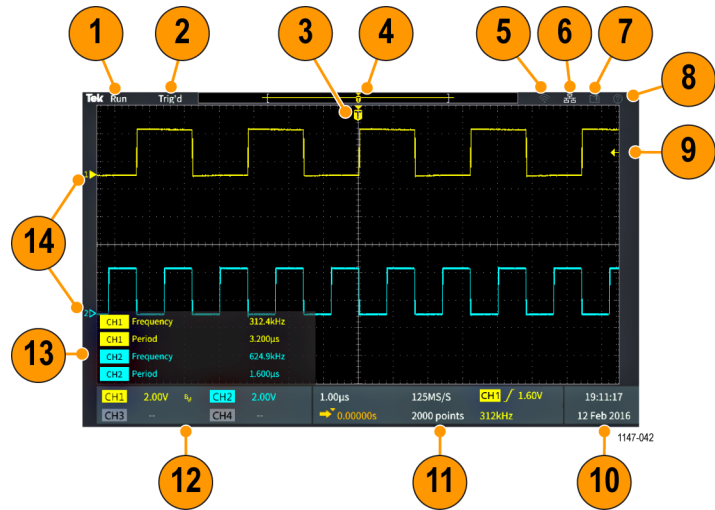 1 2 3 4 5 6 7
8
Tek Run Trig'd
T
9
1
14
2
CH1 Frequency 312.4kHz
CH1 Period 3.200µs
CH2 Frequency 624.9kHz
CH2 Period 1.600µs
13
CH1 2.00V CH2 2.00V 1.00µs 125MS/S CH1 1.60V 19:11:17
CH3 -- CH4 -- 0.00000s 2000 points 312kHz 12 Feb 2016
1147-042
12 11 10